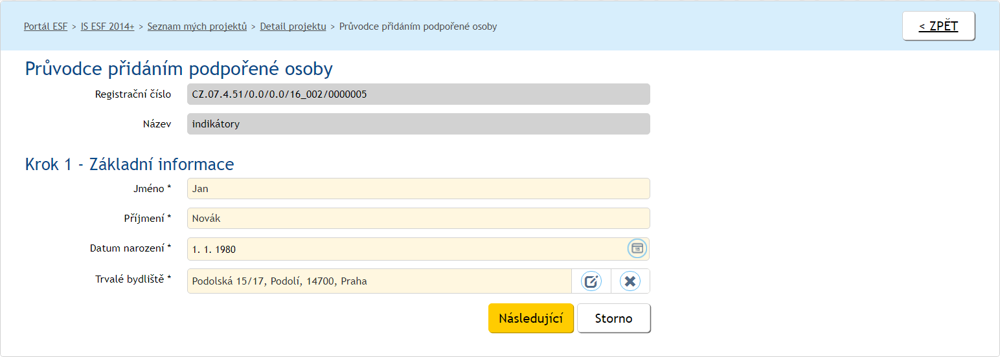 Portál ESF > IS ESF 2014+ > Seznam mých projektů > Detail projektu > Průvodce přidáním podpořené osoby
< ZPĚT
Průvodce přidáním podpořené osoby
Registrační číslo CZ.07.4.51/0.0/0.0/16_002/0000005
Název indikátory
Krok 1 - Základní informace
Jméno * Jan
Příjmení * Novák
Datum narození * 1. 1. 1980
Trvalé bydliště * Podolská 15/17, Podolí, 14700, Praha
Následující Storno